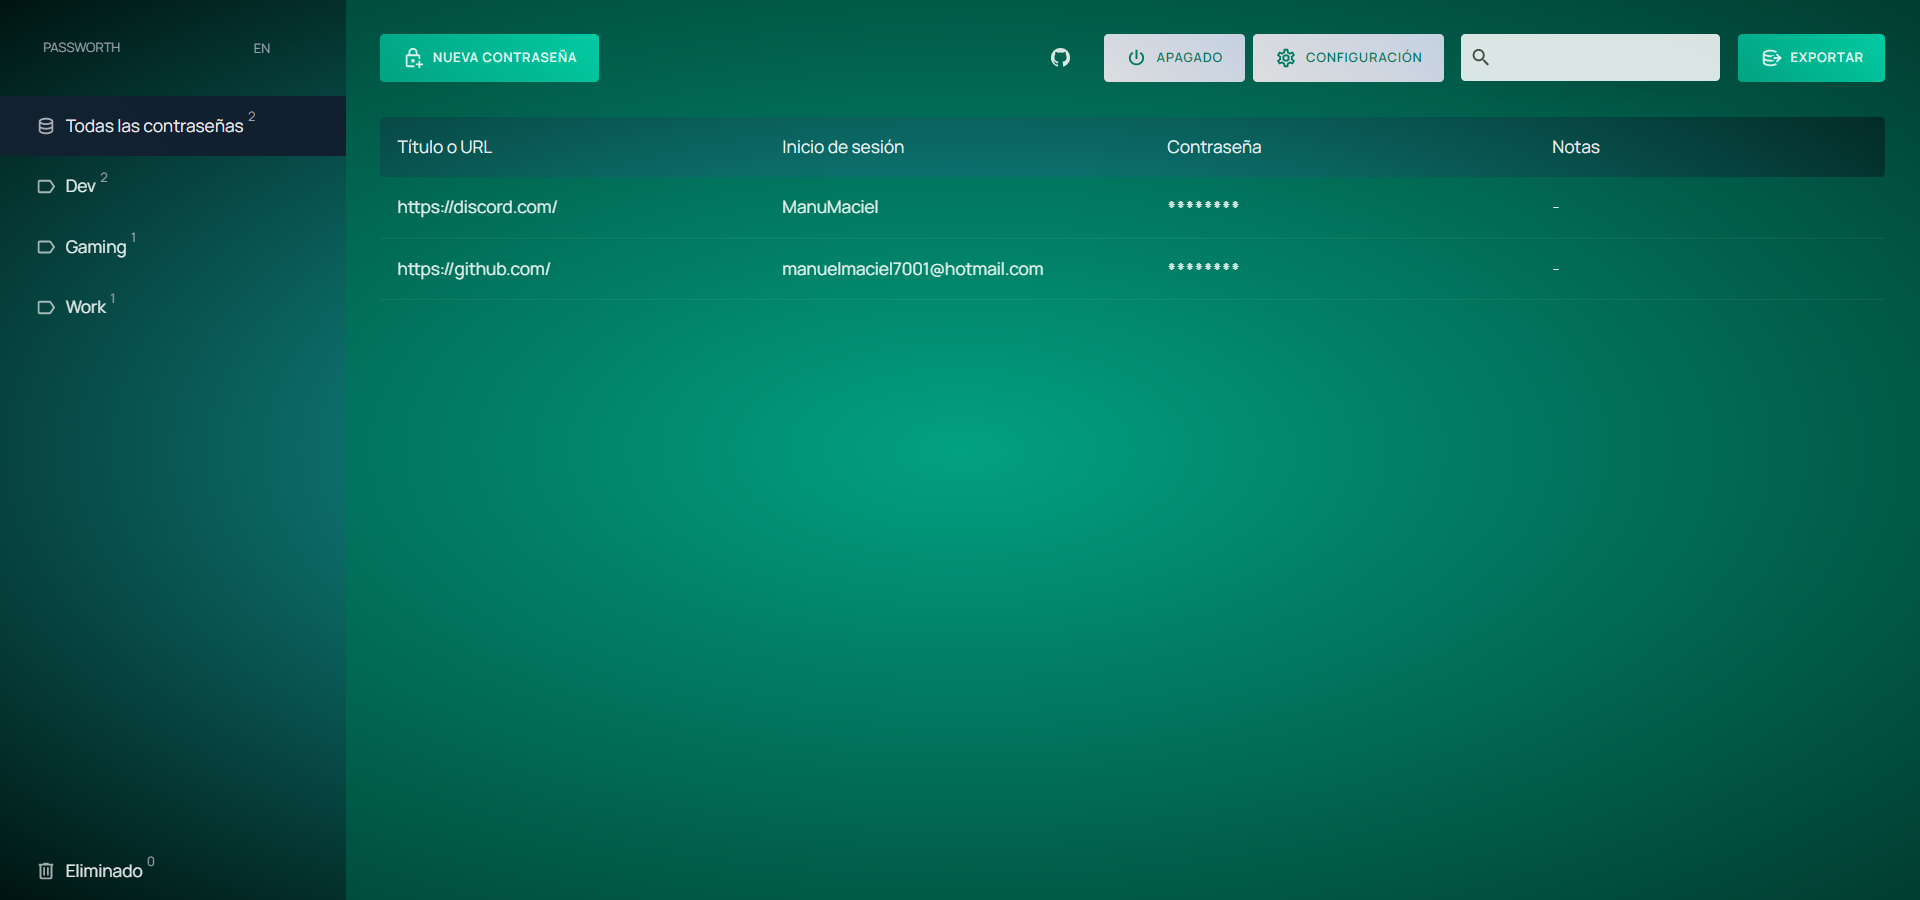 PASSWORTH
EN
Todas las contraseñas 2
Dev 2
Gaming 1
Work 1
Eliminado 0
NUEVA CONTRASEÑA
APAGADO
CONFIGURACIÓN
EXPORTAR
Título o URL Inicio de sesión Contraseña Notas
https://discord.com/ ManuMaciel ******** -
https://github.com/ manuelmaciel7001@hotmail.com ******** -